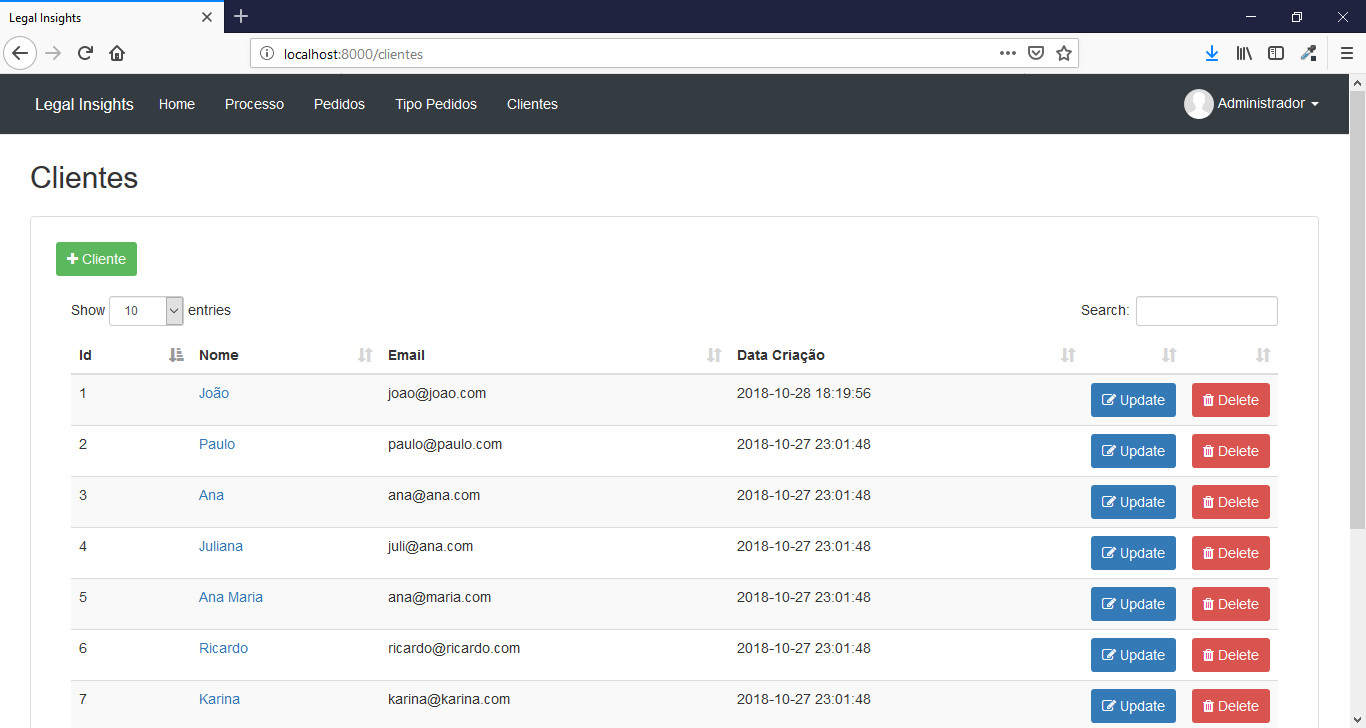 Legal Insights
localhost:8000/clientes
Legal Insights Home Processo Pedidos Tipo Pedidos Clientes Administrador
Clientes
Cliente
Show 10 entries Search:
Id Nome Email Data Criação
1 João joao@joao.com 2018-10-28 18:19:56 Update Delete
2 Paulo paulo@paulo.com 2018-10-27 23:01:48 Update Delete
3 Ana ana@ana.com 2018-10-27 23:01:48 Update Delete
4 Juliana juli@ana.com 2018-10-27 23:01:48 Update Delete
5 Ana Maria ana@maria.com 2018-10-27 23:01:48 Update Delete
6 Ricardo ricardo@ricardo.com 2018-10-27 23:01:48 Update Delete
7 Karina karina@karina.com 2018-10-27 23:01:48 Update Delete